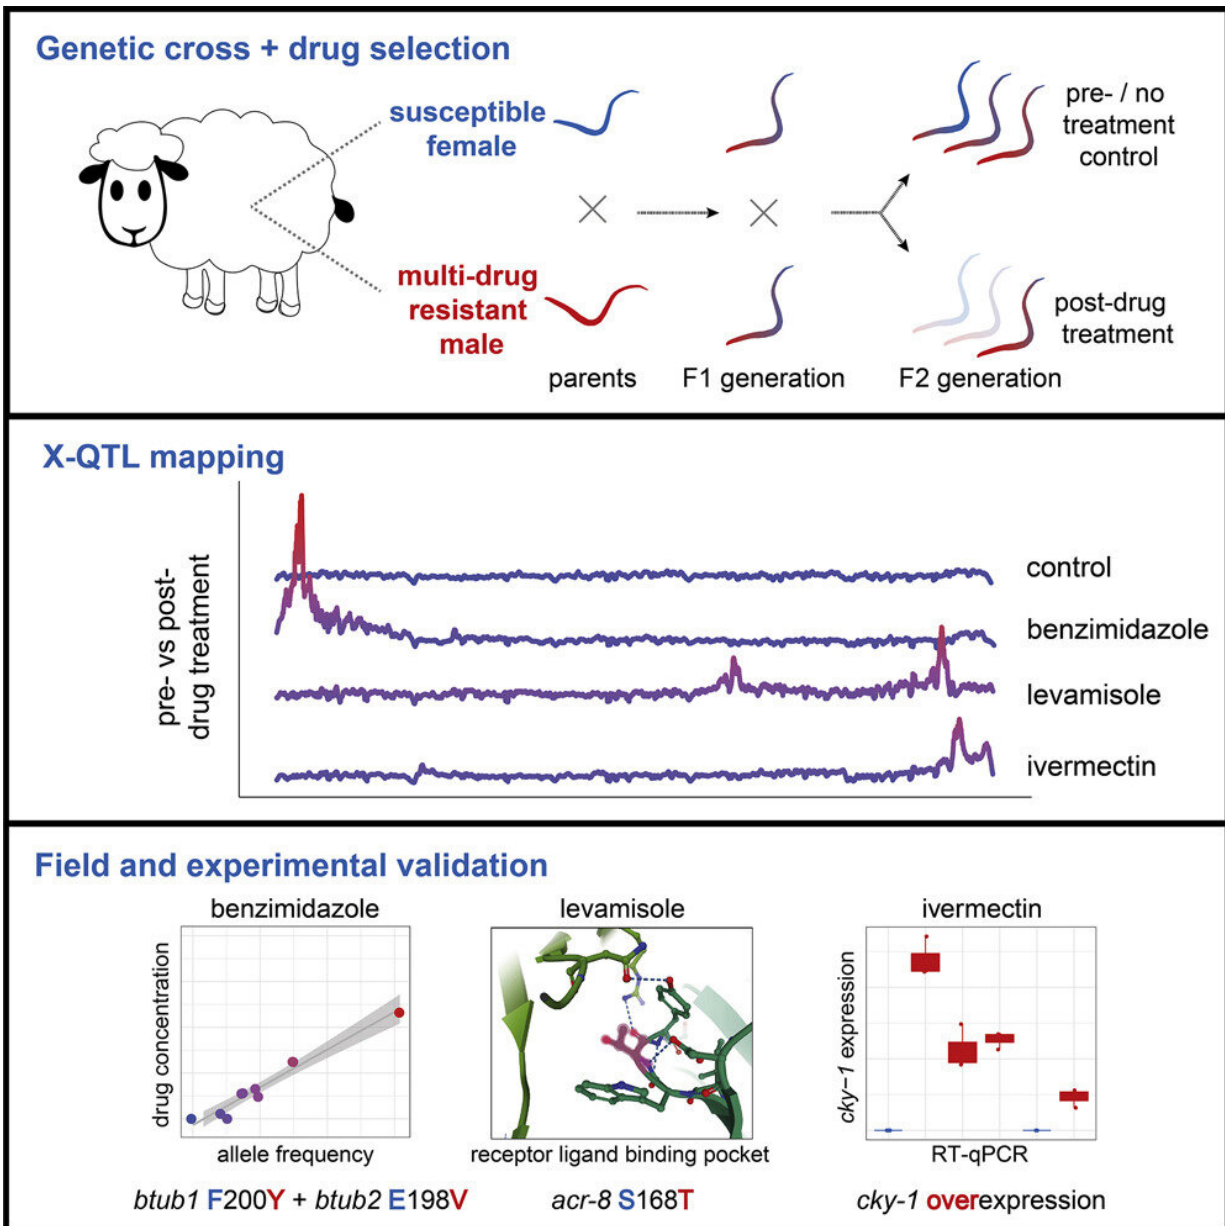 Genetic cross + drug selection
susceptible
female
multi-drug
resistant
male
parents
F1 generation
F2 generation
pre- / no
treatment
control
post-drug
treatment
X-QTL mapping
pre- vs post-
drug treatment
control
benzimidazole
levamisole
ivermectin
Field and experimental validation
benzimidazole
drug concentration
allele frequency
btub1 F200Y + btub2 E198V
levamisole
receptor ligand binding pocket
acr-8 S168T
ivermectin
cky-1 expression
RT-qPCR
cky-1 overexpression